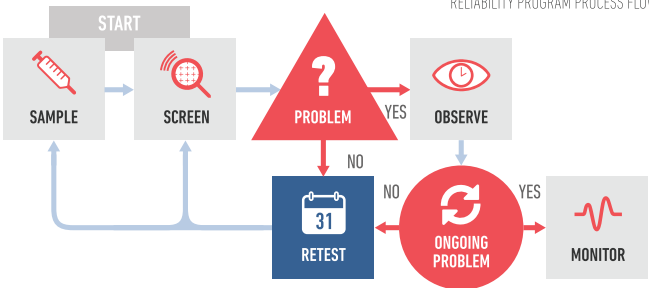 RELIABILITY PROGRAM PROCESS FLOW
START
SAMPLE
SCREEN
?
PROBLEM
YES
OBSERVE
NO
31
RETEST
NO
ONGOING
PROBLEM
YES
MONITOR